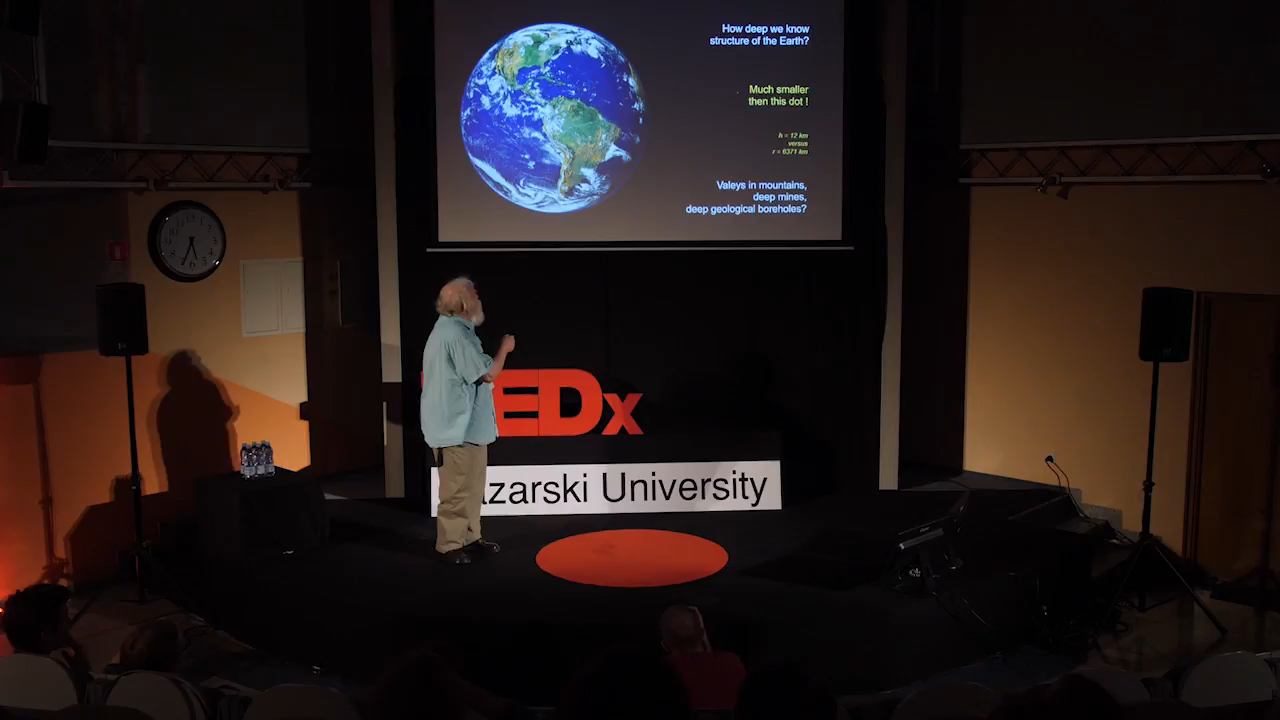 How deep we know
structure of the Earth?
Much smaller
then this dot !
h = 12 km
versus
r = 6371 km
Valeys in mountains,
deep mines,
deep geological boreholes?
EDx
azarski University